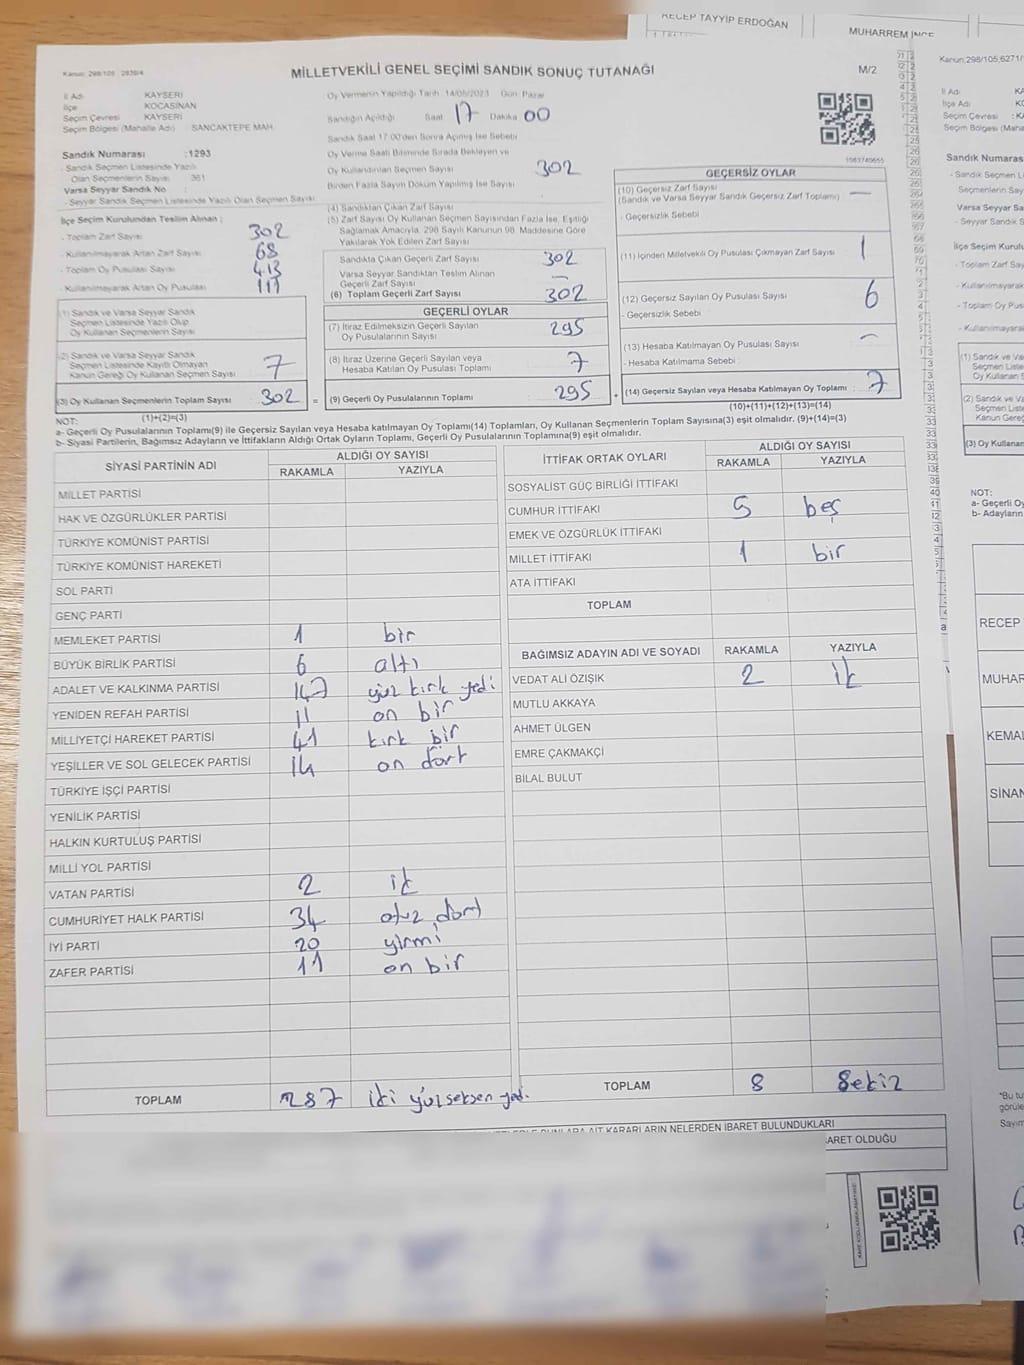 RECEP TAYYİP ERDOĞAN
MUHARREM İNCE
Kanun: 298/105 2839/4
MİLLETVEKİLİ GENEL SEÇİMİ SANDIK SONUÇ TUTANAĞI
M/2
İl Adı KAYSERİ
İlçe KOCASİNAN
Seçim Çevresi KAYSERİ
Seçim Bölgesi (Mahalle Adı) SANCAKTEPE MAH.
Sandık Numarası :1293
- Sandık Seçmen Listesinde Yazılı
Olan Seçmenlerin Sayısı 361
Varsa Seyyar Sandık No :
- Seyyar Sandık Seçmen Listesinde Yazılı Olan Seçmen Sayısı
İlçe Seçim Kurulundan Teslim Alınan ;
- Toplam Zarf Sayısı 302
- Kullanılmayarak Artan Zarf Sayısı 68
- Toplam Oy Pusulası Sayısı 413
- Kullanılmayarak Artan Oy Pusulası 111
(1) Sandık ve Varsa Seyyar Sandık
Seçmen Listesinde Yazılı Olup
Oy Kullanan Seçmenlerin Sayısı
(2) Sandık ve Varsa Seyyar Sandık
Seçmen Listesinde Kayıtlı Olmayan
Kanun Gereği Oy Kullanan Seçmen Sayısı 7
(3) Oy Kullanan Seçmenlerin Toplam Sayısı 302 =
(1)+(2)=(3)
Oy Vermenin Yapıldığı Tarih :14/05/2023 Gün: Pazar
Sandığın Açıldığı Saat 17 Dakika 00
Sandık Saat 17:00'den Sonra Açılmış İse Sebebi
Oy Verme Saati Bitiminde Sırada Bekleyen ve
Oy Kullandırılan Seçmen Sayısı 302
Birden Fazla Sayım Döküm Yapılmış İse Sayısı
(4) Sandıktan Çıkan Zarf Sayısı
(5) Zarf Sayısı Oy Kullanan Seçmen Sayısından Fazla İse, Eşitliği
Sağlamak Amacıyla, 298 Sayılı Kanunun 98. Maddesine Göre
Yakılarak Yok Edilen Zarf Sayısı
Sandıkta Çıkan Geçerli Zarf Sayısı 302
Varsa Seyyar Sandıktan Teslim Alınan
Geçerli Zarf Sayısı —
(6) Toplam Geçerli Zarf Sayısı 302
GEÇERLİ OYLAR
(7) İtiraz Edilmeksizin Geçerli Sayılan
Oy Pusulalarının Sayısı 295
(8) İtiraz Üzerine Geçerli Sayılan veya
Hesaba Katılan Oy Pusulası Toplamı 7
(9) Geçerli Oy Pusulalarının Toplamı 295 +
GEÇERSİZ OYLAR
(10) Geçersiz Zarf Sayısı —
(Sandık ve Varsa Seyyar Sandık Geçersiz Zarf Toplamı)
- Geçersizlik Sebebi
(11) İçinden Milletvekili Oy Pusulası Çıkmayan Zarf Sayısı 1
(12) Geçersiz Sayılan Oy Pusulası Sayısı 6
- Geçersizlik Sebebi
(13) Hesaba Katılmayan Oy Pusulası Sayısı —
- Hesaba Katılmama Sebebi
(14) Geçersiz Sayılan veya Hesaba Katılmayan Oy Toplamı : 7
(10)+(11)+(12)+(13)=(14)
NOT:
a- Geçerli Oy Pusulalarının Toplamı(9) ile Geçersiz Sayılan veya Hesaba katılmayan Oy Toplamı(14) Toplamları, Oy Kullanan Seçmenlerin Toplam Sayısına(3) eşit olmalıdır. (9)+(14)=(3)
b- Siyasi Partilerin, Bağımsız Adayların ve İttifakların Aldığı Ortak Oyların Toplamı, Geçerli Oy Pusulalarının Toplamına(9) eşit olmalıdır.
SİYASİ PARTİNİN ADI ALDIĞI OY SAYISI
RAKAMLA YAZIYLA
MİLLET PARTİSİ
HAK VE ÖZGÜRLÜKLER PARTİSİ
TÜRKİYE KOMÜNİST PARTİSİ
TÜRKİYE KOMÜNİST HAREKETİ
SOL PARTİ
GENÇ PARTİ
MEMLEKET PARTİSİ 1 bir
BÜYÜK BİRLİK PARTİSİ 6 altı
ADALET VE KALKINMA PARTİSİ 147 yüz kırk yedi
YENİDEN REFAH PARTİSİ 11 on bir
MİLLİYETÇİ HAREKET PARTİSİ 41 kırk bir
YEŞİLLER VE SOL GELECEK PARTİSİ 14 on dört
TÜRKİYE İŞÇİ PARTİSİ
YENİLİK PARTİSİ
HALKIN KURTULUŞ PARTİSİ
MİLLİ YOL PARTİSİ
VATAN PARTİSİ 2 iki
CUMHURİYET HALK PARTİSİ 34 otuz dört
İYİ PARTİ 20 yirmi
ZAFER PARTİSİ 11 on bir
TOPLAM 287 iki yüz seksen yedi
İTTİFAK ORTAK OYLARI ALDIĞI OY SAYISI
RAKAMLA YAZIYLA
SOSYALİST GÜÇ BİRLİĞİ İTTİFAKI
CUMHUR İTTİFAKI 5 beş
EMEK VE ÖZGÜRLÜK İTTİFAKI
MİLLET İTTİFAKI 1 bir
ATA İTTİFAKI
TOPLAM
BAĞIMSIZ ADAYIN ADI VE SOYADI RAKAMLA YAZIYLA
VEDAT ALİ ÖZIŞIK 2 iki
MUTLU AKKAYA
AHMET ÜLGEN
EMRE ÇAKMAKÇİ
BİLAL BULUT
TOPLAM 8 Sekiz
KARARLARIN NELERDEN İBARET BULUNDUKLARI
İBARET OLDUĞU
Kanun,298/105,6271/
İl Adı
İlçe Adı
Seçim Çevresi
Seçim Bölgesi (Mahalle
Sandık Numarası
- Sandık Seçmen
Seçmenlerin Sayısı
Varsa Seyyar Sandık
- Seyyar Sandık
İlçe Seçim Kurulundan
- Toplam Zarf
- Kullanılmayarak
- Toplam Oy Pusulası
- Kullanılmayarak
(1) Sandık ve Varsa
Seçmen Listesinde
Oy Kullanan
(2) Sandık ve Varsa
Seçmen Listesinde
Kanun Gereği
(3) Oy Kullanan
NOT:
a- Geçerli Oy
b- Adayların
RECEP
MUHAR
KEMA
SİNAN